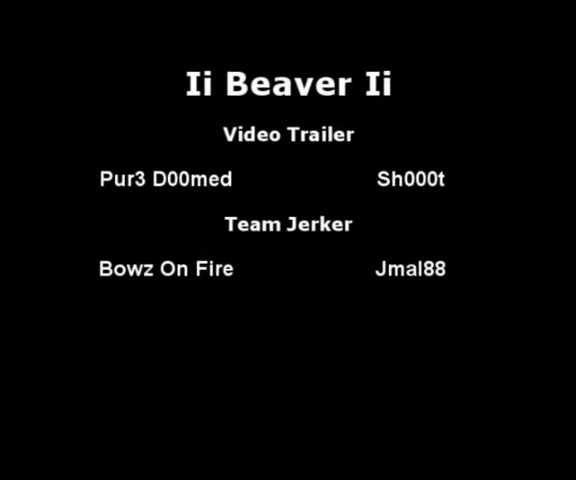 Ii Beaver Ii
Video Trailer
Pur3 D00med Sh000t
Team Jerker
Bowz On Fire Jmal88